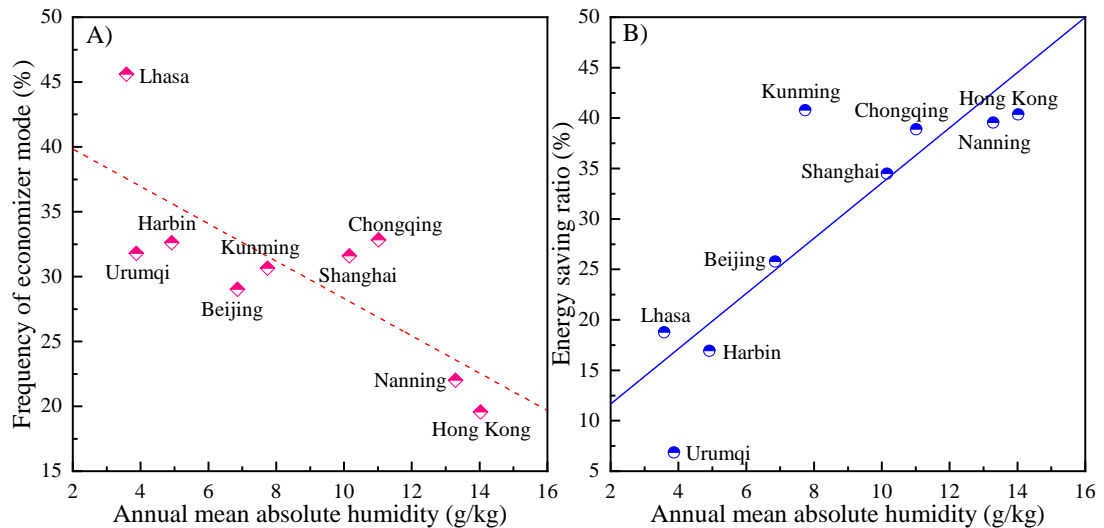 A)
Frequency of economizer mode (%)
50
45
40
35
30
25
20
15
Lhasa
Harbin
Urumqi
Kunming
Beijing
Chongqing
Shanghai
Nanning
Hong Kong
2 4 6 8 10 12 14 16
Annual mean absolute humidity (g/kg)
B)
Energy saving ratio (%)
50
45
40
35
30
25
20
15
10
5
Kunming
Chongqing
Hong Kong
Nanning
Shanghai
Beijing
Lhasa
Harbin
Urumqi
2 4 6 8 10 12 14 16
Annual mean absolute humidity (g/kg)